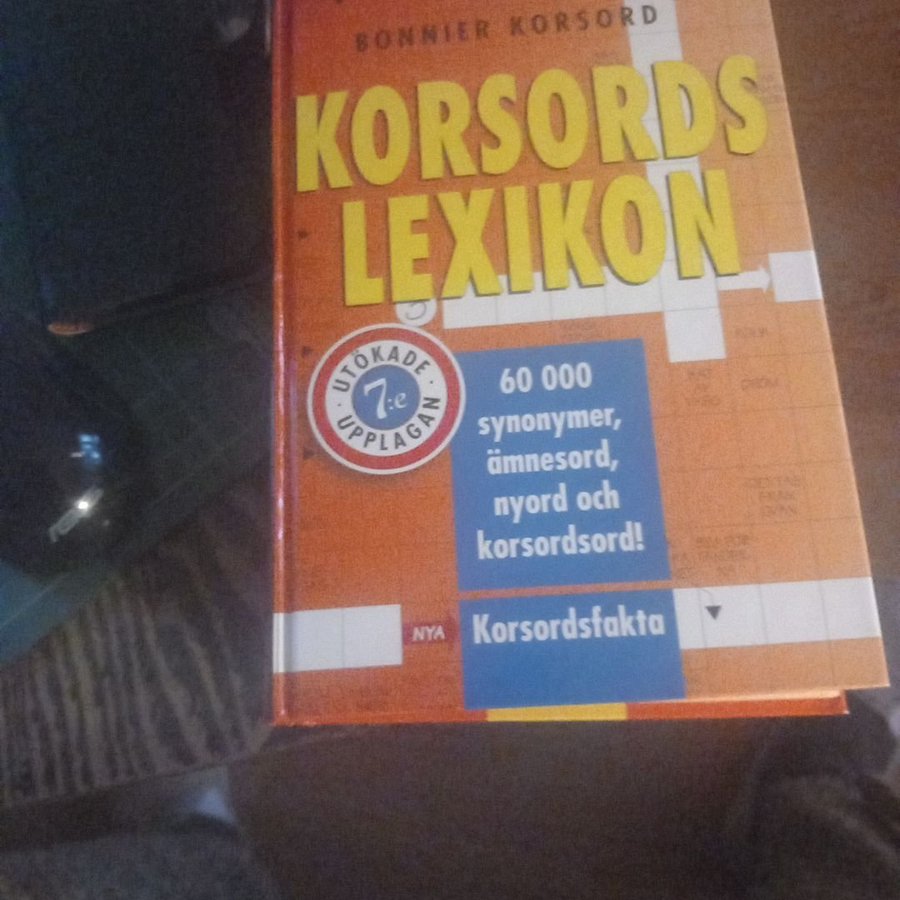 BONNIER KORSORD
KORSORDS
LEXIKON
UTÖKADE
7:e
UPPLAGAN
60 000
synonymer,
ämnesord,
nyord och
korsordsord!
NYA
Korsordsfakta